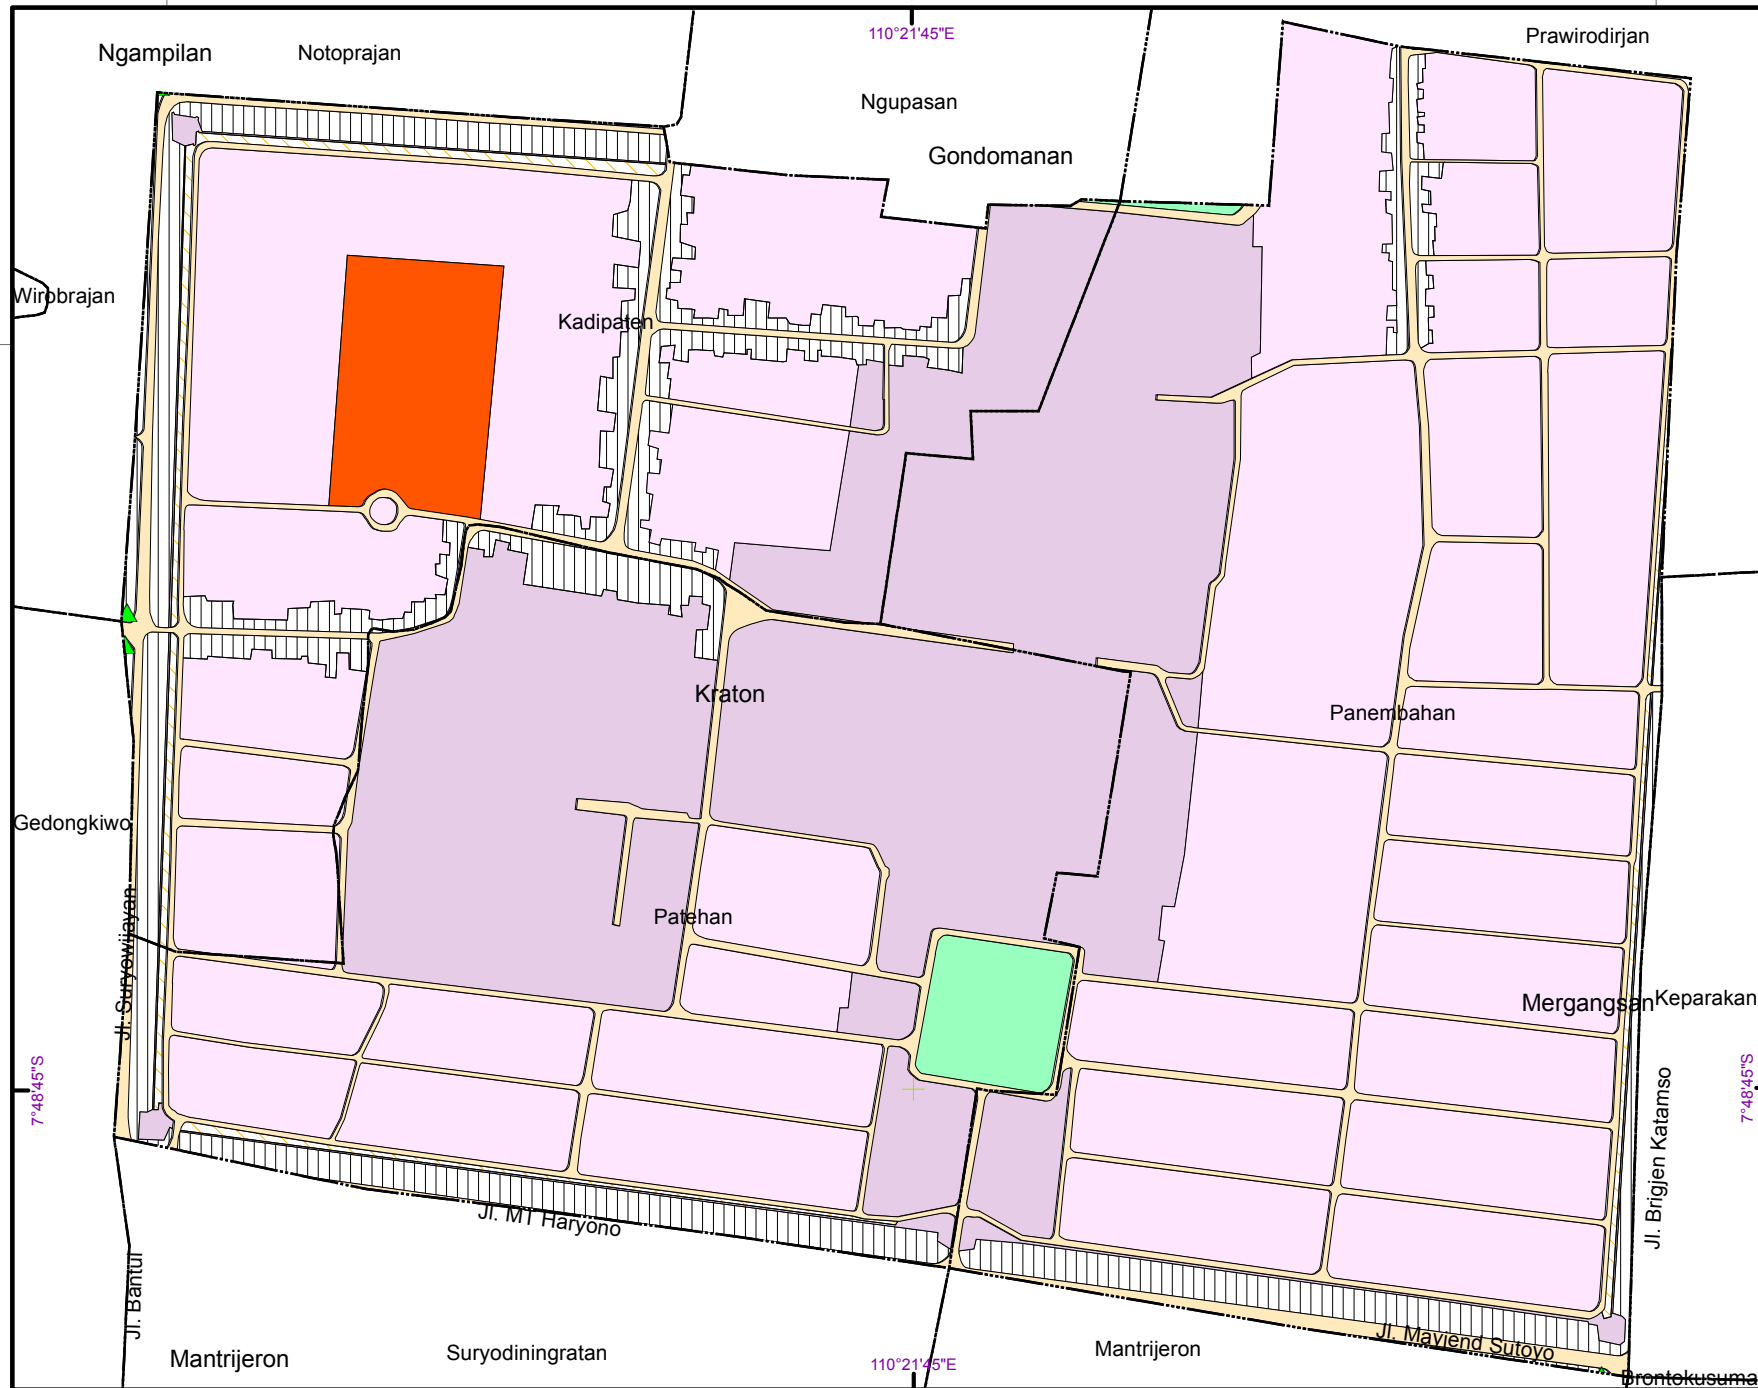 110°21'45"E
Prawirodirjan
Ngampilan
Notoprajan
Ngupasan
Gondomanan
Wirobrajan
Kadipaten
Kraton
Panembahan
Gedongkiwo
Patehan
Jl. Suryowijayan
Mergangsan
Keparakan
7°48'45"S
7°48'45"S
Jl. Brigjen Katamso
Jl. MT Haryono
Jl. Bantul
Jl. Mayjend Sutoyo
Mantrijeron
Suryodiningratan
110°21'45"E
Mantrijeron
Brontokusuma